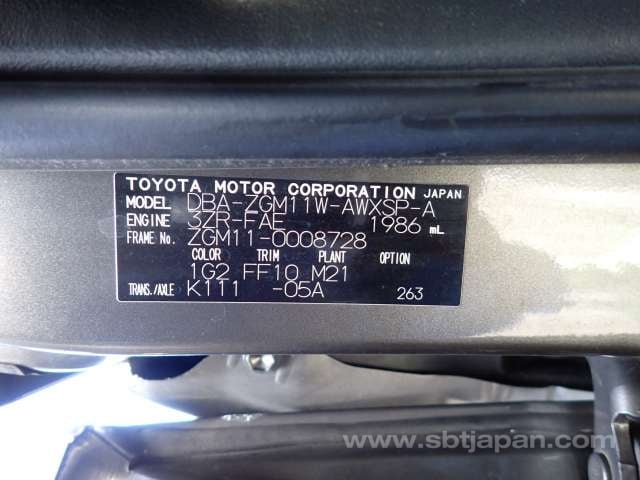 TOYOTA MOTOR CORPORATION JAPAN
MODEL DBA-ZGM11W-AWXSP-A
ENGINE 3ZR-FAE 1986 mL
FRAME No. ZGM11-0008728
COLOR TRIM PLANT OPTION
1G2 FF10 M21
TRANS./AXLE K111 -05A 263
www.sbtjapan.com